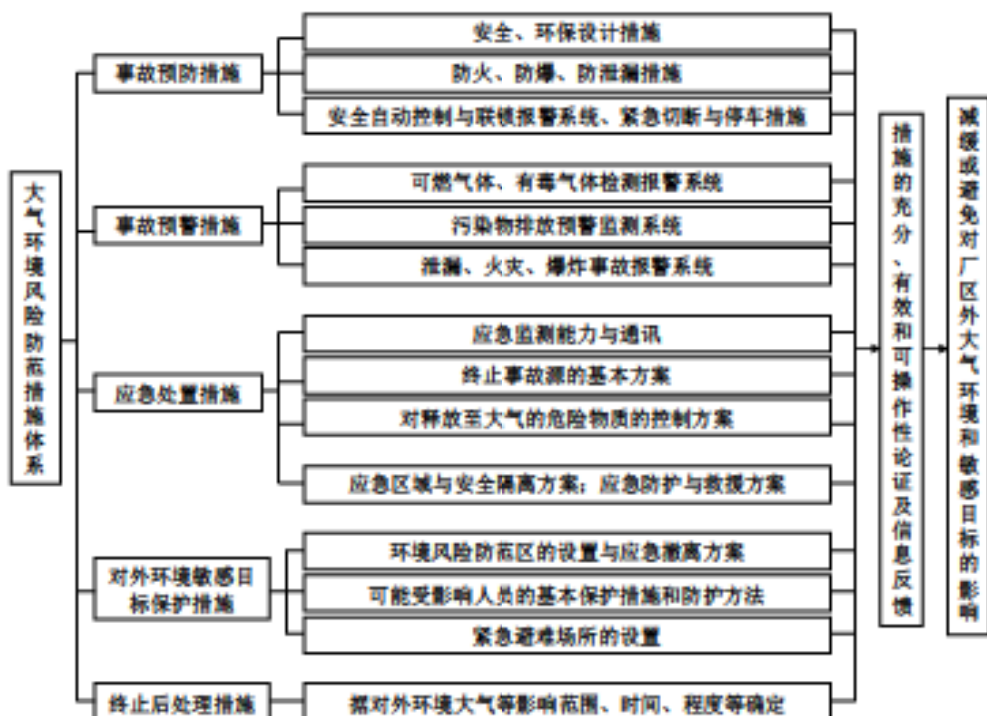 大气环境风险防范措施体系
事故预防措施
安全、环保设计措施
防火、防爆、防泄漏措施
安全自动控制与联锁报警系统、紧急切断与停车措施
事故预警措施
可燃气体、有毒气体检测报警系统
污染物排放预警监测系统
泄漏、火灾、爆炸事故报警系统
应急处置措施
应急监测能力与通讯
终止事故源的基本方案
对释放至大气的危险物质的控制方案
应急区域与安全隔离方案；应急防护与救援方案
对外环境敏感目
标保护措施
环境风险防范区的设置与应急撤离方案
可能受影响人员的基本保护措施和防护方法
紧急避难场所的设置
终止后处理措施
据对外环境大气等影响范围、时间、程度等确定
措施的充分、有效和可操作性论证及信息反馈
减缓或避免对厂区外大气环境和敏感目标的影响